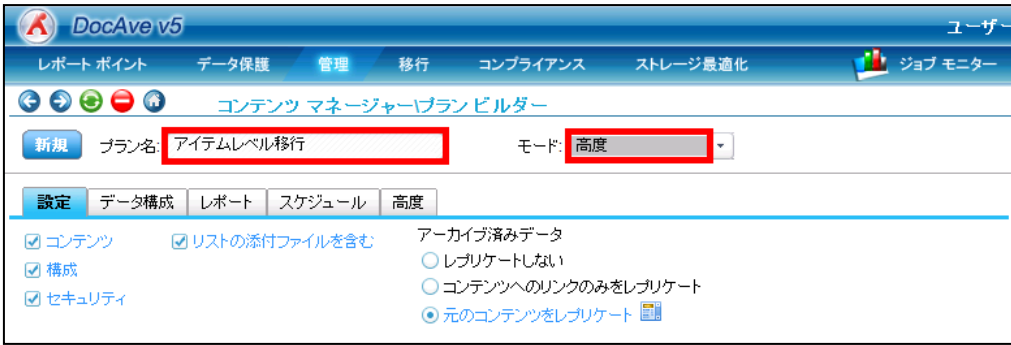 DocAve v5 ユーザー
レポート ポイント データ保護 管理 移行 コンプライアンス ストレージ最適化 ジョブ モニター
コンテンツ マネージャー\プラン ビルダー
新規 プラン名: アイテムレベル移行 モード: 高度
設定 データ構成 レポート スケジュール 高度
コンテンツ リストの添付ファイルを含む アーカイブ済みデータ
レプリケートしない
構成
コンテンツへのリンクのみをレプリケート
セキュリティ
元のコンテンツをレプリケート